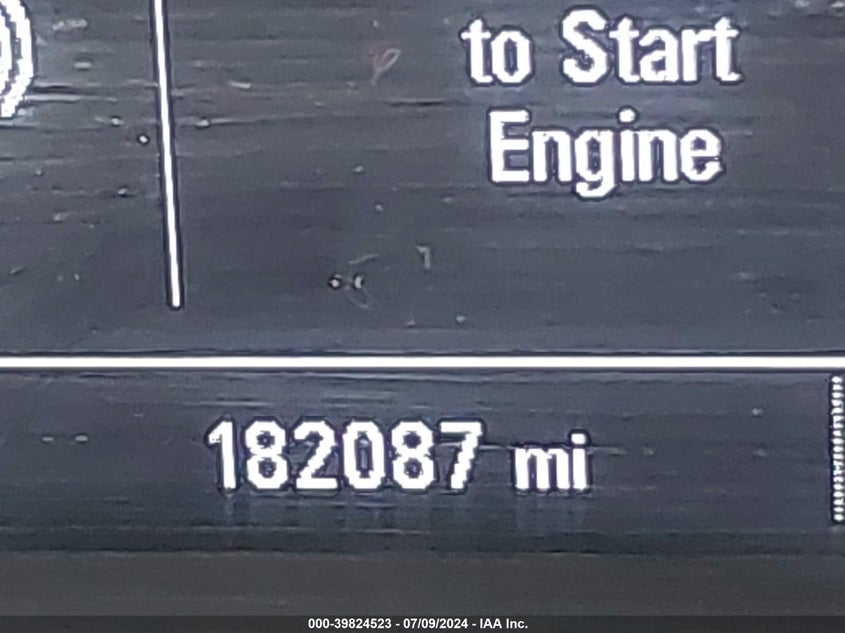 to Start
Engine
182087 mi
000-39824523 - 07/09/2024 - IAA Inc.